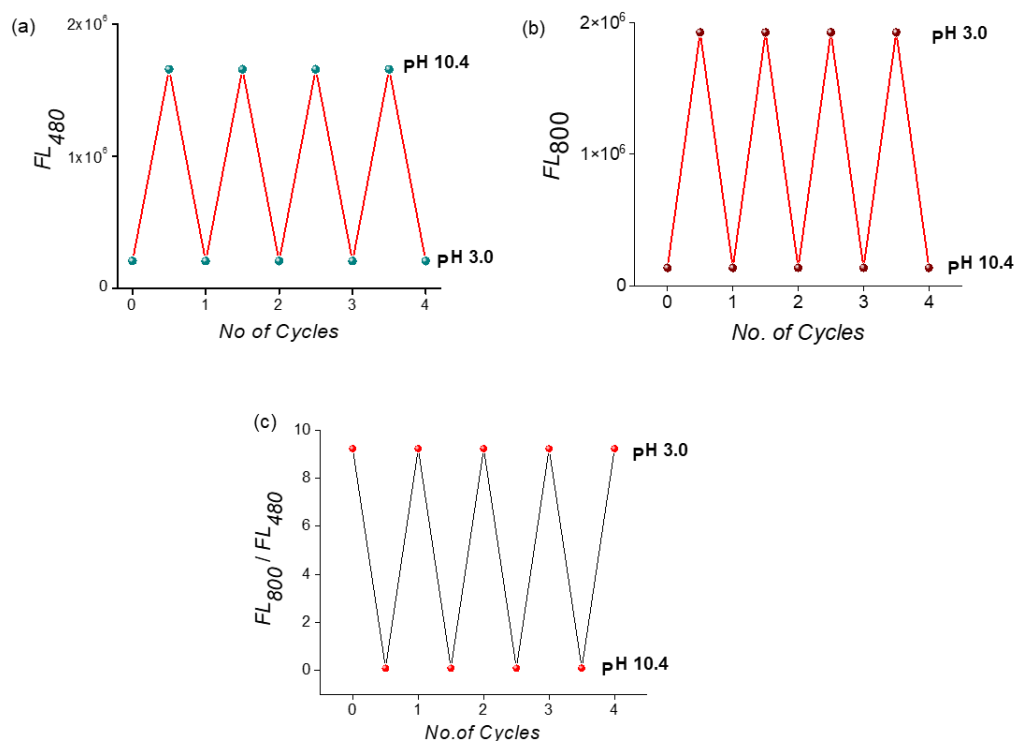 (a)
2x10⁶
1x10⁶
0
FL480
pH 10.4
pH 3.0
0 1 2 3 4
No of Cycles
(b)
2×10⁶
1×10⁶
0
FL800
pH 3.0
pH 10.4
0 1 2 3 4
No. of Cycles
(c)
10
8
6
4
2
0
FL800 / FL480
pH 3.0
pH 10.4
0 1 2 3 4
No.of Cycles